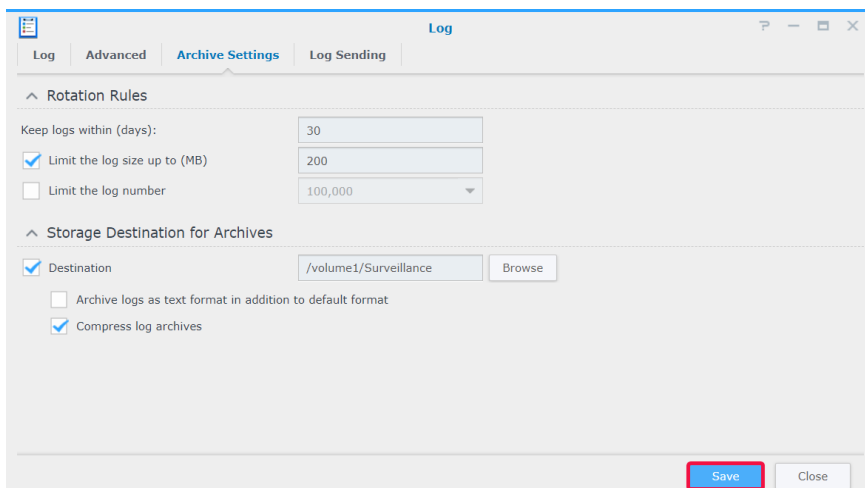 Log
Log Advanced Archive Settings Log Sending
Rotation Rules
Keep logs within (days): 30
Limit the log size up to (MB) 200
Limit the log number 100,000
Storage Destination for Archives
Destination /volume1/Surveillance Browse
Archive logs as text format in addition to default format
Compress log archives
Save Close